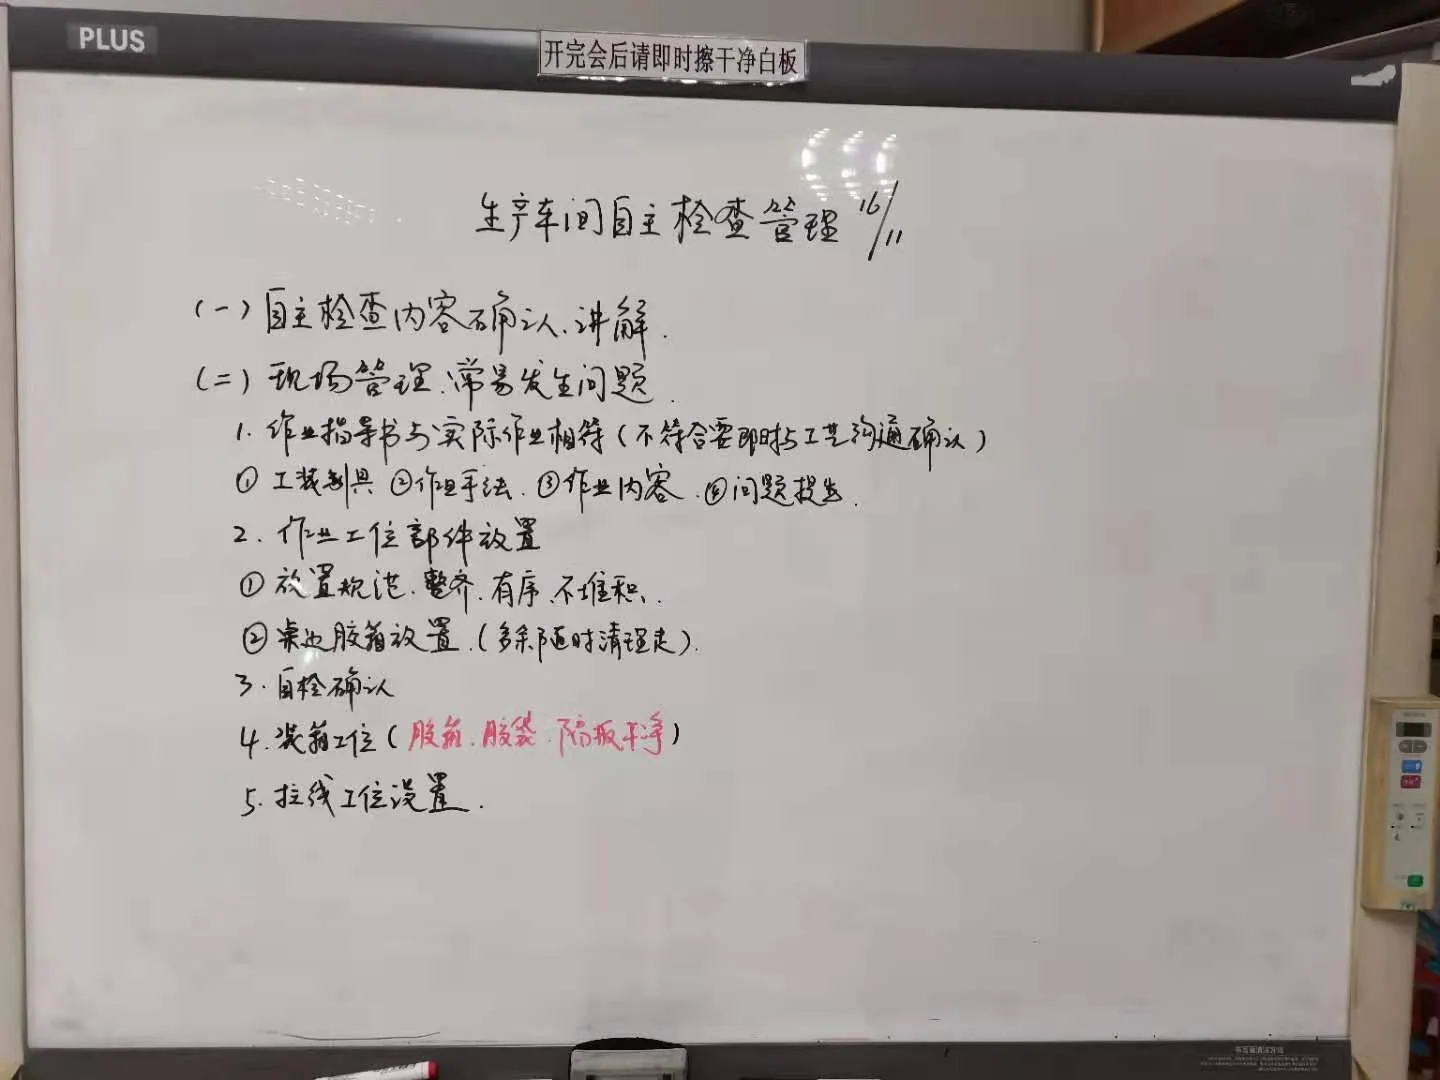 PLUS
开完会后请即时擦干净白板
生产车间自主检查管理 16/11
(一)自主检查内容确认、讲解.
(二)现场管理、常易发生问题.
1. 作业指导书与实际作业相符(不符合要即时与工艺沟通确认)
① 工装制具 ②作业手法. ③作业内容. ④问题提出.
2. 作业工位部件放置
① 放置规范、整齐、有序、不堆积.
② 桌边胶箱放置.(多余随时清理走).
3. 自检确认
4. 装箱工位(胶箱、胶袋、隔板干净)
5. 拉线工位设置.